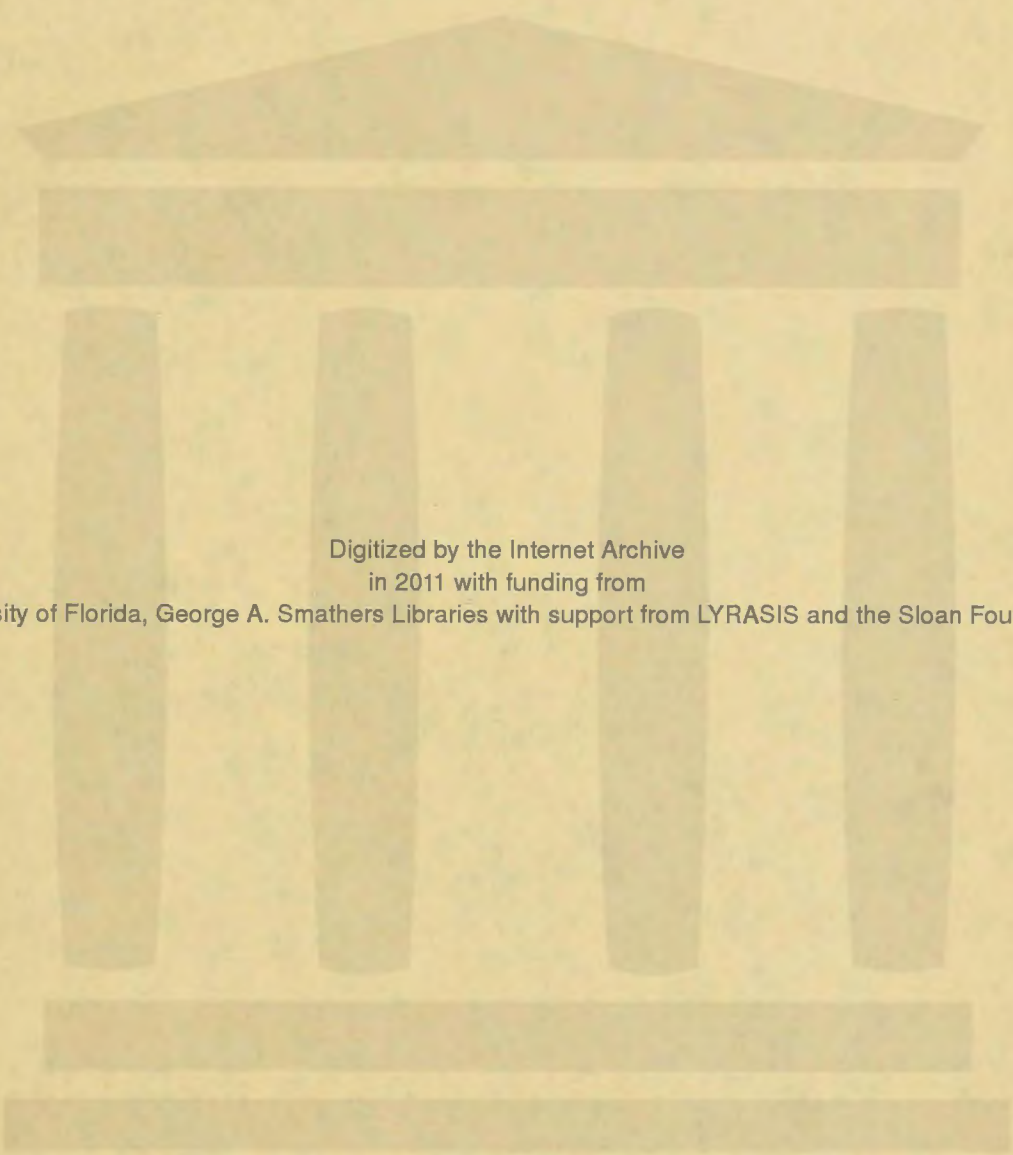 Digitized by the Internet Archive
in 2011 with funding from
sity of Florida, George A. Smathers Libraries with support from LYRASIS and the Sloan Fou